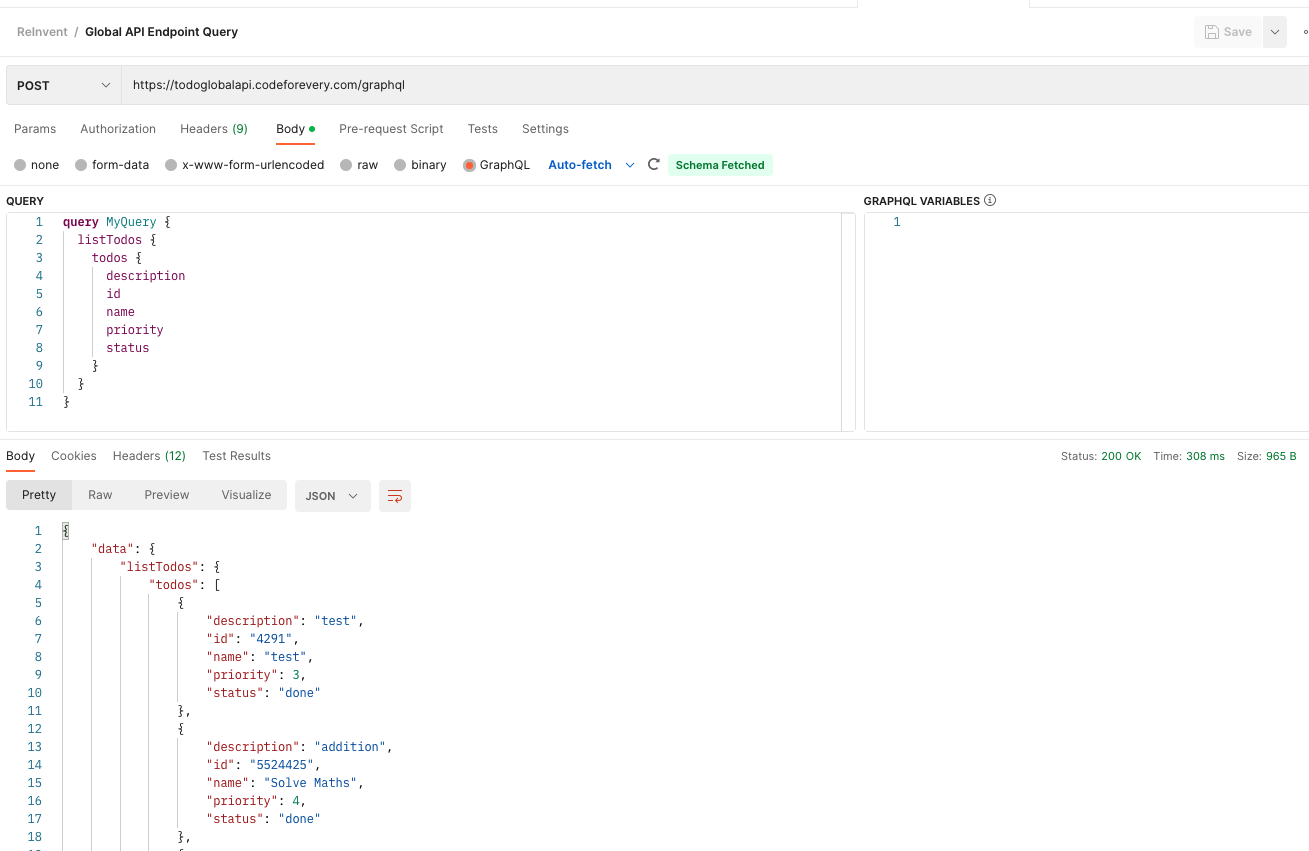 ReInvent / Global API Endpoint Query
Save
POST https://todoglobalapi.codeforevery.com/graphql
Params Authorization Headers (9) Body Pre-request Script Tests Settings
none form-data x-www-form-urlencoded raw binary GraphQL Auto-fetch Schema Fetched
QUERY
1 query MyQuery {
2 listTodos {
3 todos {
4 description
5 id
6 name
7 priority
8 status
9 }
10 }
11 }
GRAPHQL VARIABLES
1
Body Cookies Headers (12) Test Results Status: 200 OK Time: 308 ms Size: 965 B
Pretty Raw Preview Visualize JSON
1 {
2 "data": {
3 "listTodos": {
4 "todos": [
5 {
6 "description": "test",
7 "id": "4291",
8 "name": "test",
9 "priority": 3,
10 "status": "done"
11 },
12 {
13 "description": "addition",
14 "id": "5524425",
15 "name": "Solve Maths",
16 "priority": 4,
17 "status": "done"
18 },